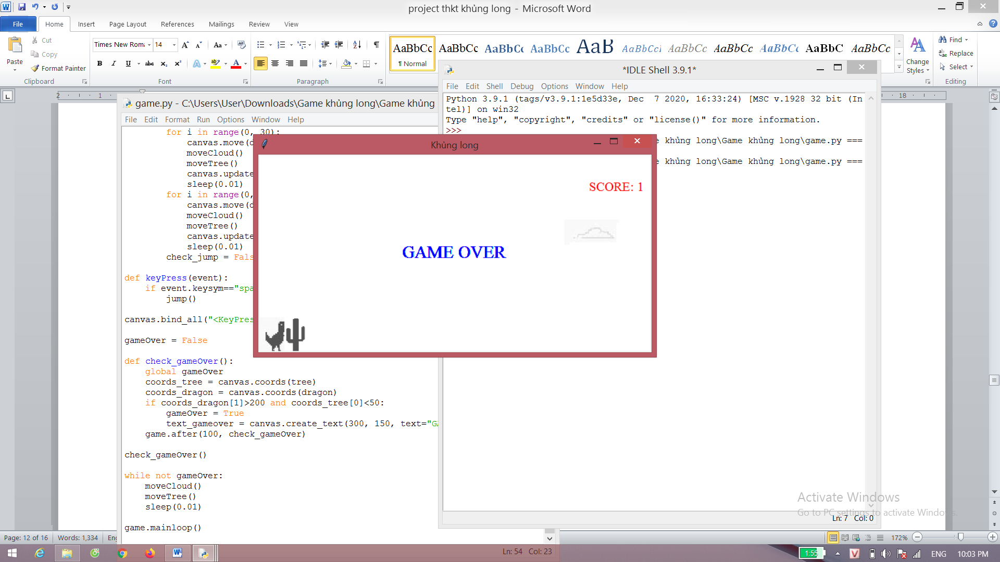 project thkt khủng long - Microsoft Word
File Home Insert Page Layout References Mailings Review View
Paste
Cut
Copy
Format Painter
Clipboard
Times New Roma 14
Font
Paragraph
AaBbCc AaBbCc AaBbCc AaBbCc AaB AaBbCcI AaBbCc AaBbCc AaBbCc AaBbC AaBbCc
¶ Normal
Change Styles
Find
Replace
Select
Editing
2 1 18
game.py - C:\Users\User\Downloads\Game khủng long\Game khủng
File Edit Format Run Options Window Help
for i in range(0, 30):
canvas.move(d
moveCloud()
moveTree()
canvas.update
sleep(0.01)
for i in range(0,
canvas.move(d
moveCloud()
moveTree()
canvas.update
sleep(0.01)
check_jump = Fals
def keyPress(event):
if event.keysym=="spa
jump()
canvas.bind_all("<KeyPres
gameOver = False
def check_gameOver():
global gameOver
coords_tree = canvas.coords(tree)
coords_dragon = canvas.coords(dragon)
if coords_dragon[1]>200 and coords_tree[0]<50:
gameOver = True
text_gameover = canvas.create_text(300, 150, text="GA
game.after(100, check_gameOver)
check_gameOver()
while not gameOver:
moveCloud()
moveTree()
sleep(0.01)
game.mainloop()
Ln: 54 Col: 23
*IDLE Shell 3.9.1*
File Edit Shell Debug Options Window Help
Python 3.9.1 (tags/v3.9.1:1e5d33e, Dec 7 2020, 16:33:24) [MSC v.1928 32 bit (In
tel)] on win32
Type "help", "copyright", "credits" or "license()" for more information.
>>>
e khủng long\Game khủng long\game.py ===
e khủng long\Game khủng long\game.py ===
Ln: 7 Col: 0
Khủng long
SCORE: 1
GAME OVER
Activate Windows
Go to PC settings to activate Windows.
Page: 12 of 16 Words: 1,334 Eng
172%
1:55 ENG 10:03 PM